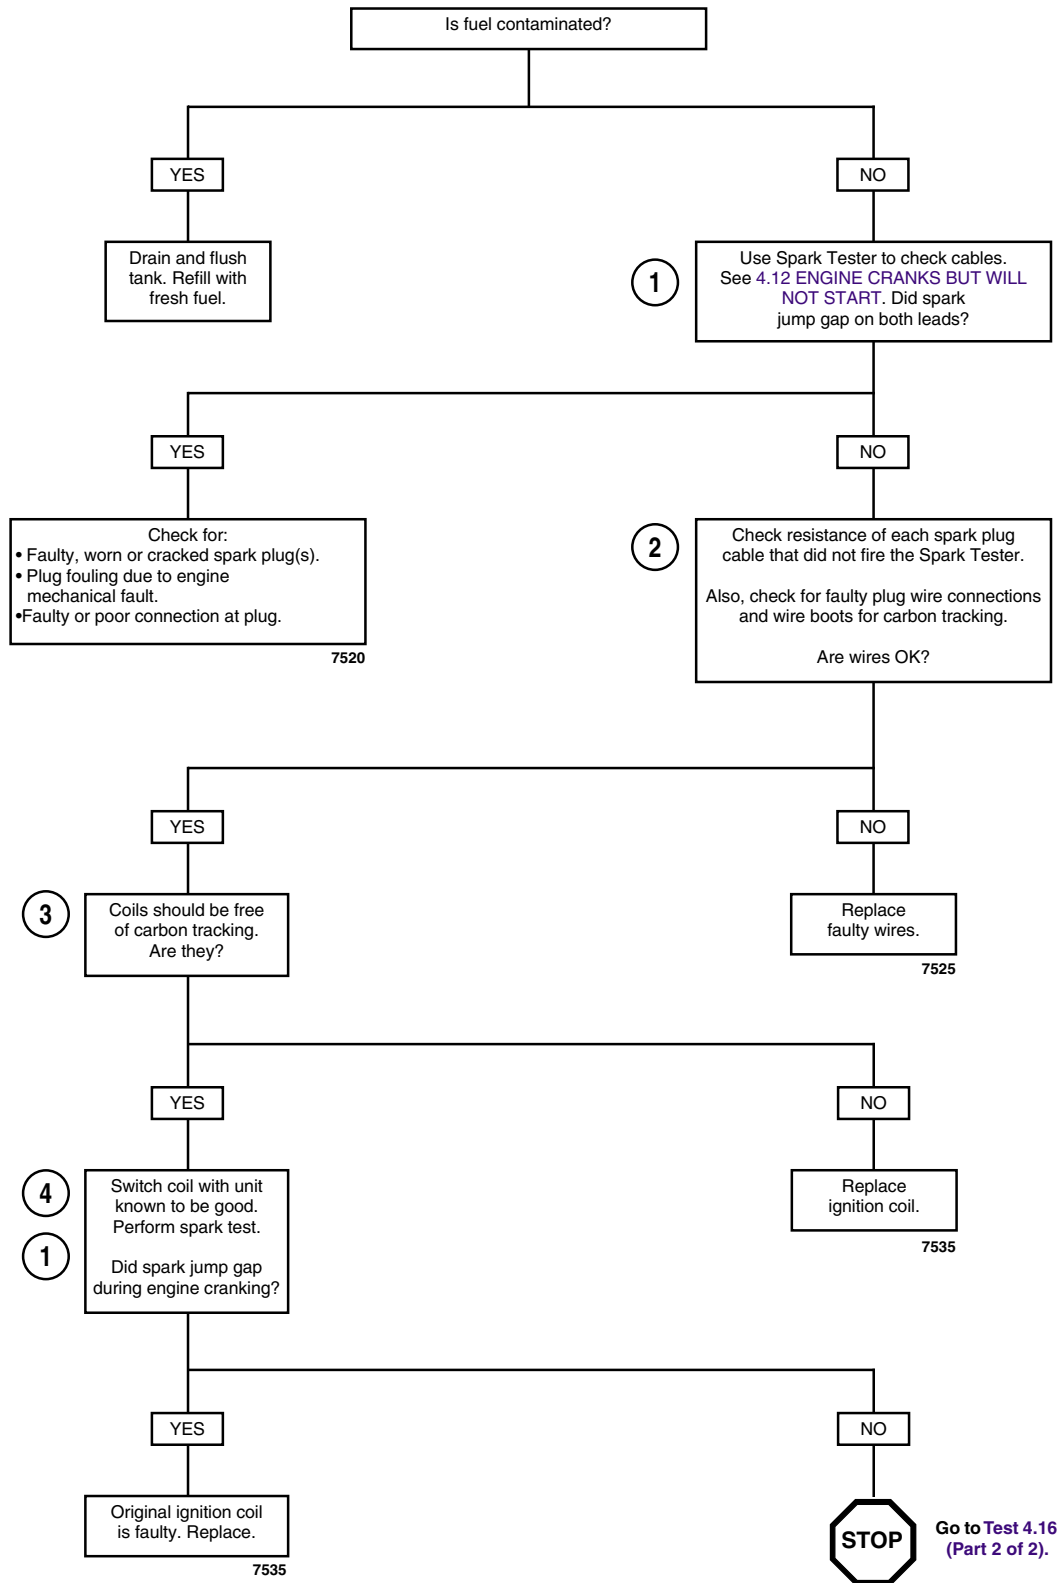 Is fuel contaminated?
YES
NO
Drain and flush
tank. Refill with
fresh fuel.
1
Use Spark Tester to check cables.
See 4.12 ENGINE CRANKS BUT WILL
NOT START. Did spark
jump gap on both leads?
YES
NO
Check for:
• Faulty, worn or cracked spark plug(s).
• Plug fouling due to engine
mechanical fault.
•Faulty or poor connection at plug.
7520
2
Check resistance of each spark plug
cable that did not fire the Spark Tester.
Also, check for faulty plug wire connections
and wire boots for carbon tracking.
Are wires OK?
YES
NO
3
Coils should be free
of carbon tracking.
Are they?
Replace
faulty wires.
7525
YES
NO
4
1
Switch coil with unit
known to be good.
Perform spark test.
Did spark jump gap
during engine cranking?
Replace
ignition coil.
7535
YES
NO
Original ignition coil
is faulty. Replace.
7535
STOP
Go to Test 4.16
(Part 2 of 2).